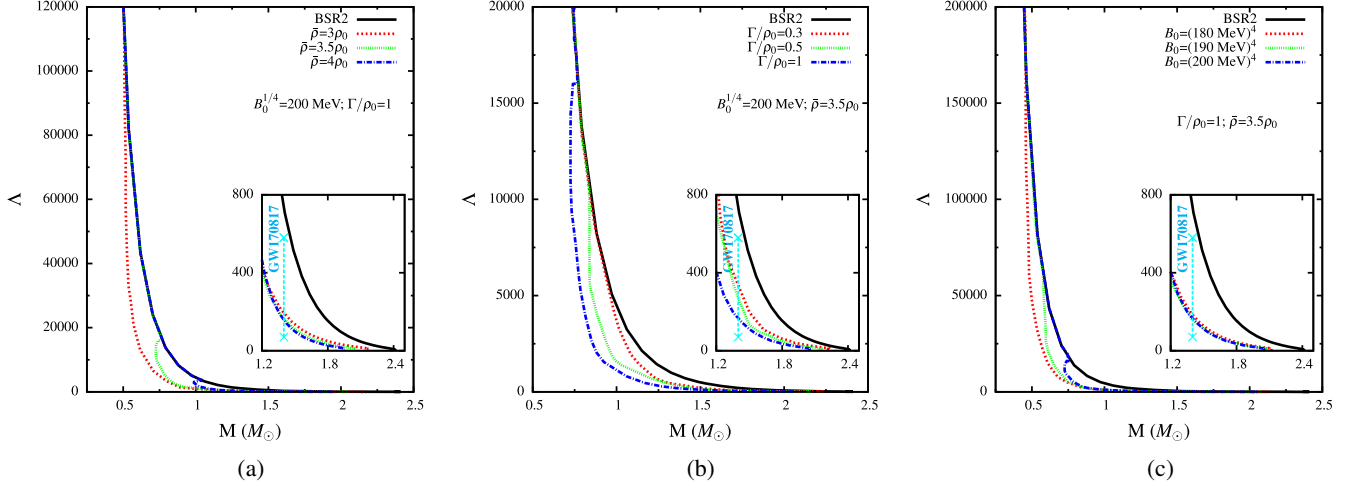 120000
100000
80000
60000
40000
20000
0
Λ
0.5
1
1.5
2
2.5
M (M☉)
BSR2
ρ̄=3ρ₀
ρ̄=3.5ρ₀
ρ̄=4ρ₀
B₀^1/4=200 MeV; Γ/ρ₀=1
800
400
0
1.2
1.8
2.4
GW170817
(a)
20000
15000
10000
5000
0
Λ
0.5
1
1.5
2
2.5
M (M☉)
BSR2
Γ/ρ₀=0.3
Γ/ρ₀=0.5
Γ/ρ₀=1
B₀^1/4=200 MeV; ρ̄=3.5ρ₀
800
400
0
1.2
1.8
2.4
GW170817
(b)
200000
150000
100000
50000
0
Λ
0.5
1
1.5
2
2.5
M (M☉)
BSR2
B₀=(180 MeV)⁴
B₀=(190 MeV)⁴
B₀=(200 MeV)⁴
Γ/ρ₀=1; ρ̄=3.5ρ₀
800
400
0
1.2
1.8
2.4
GW170817
(c)